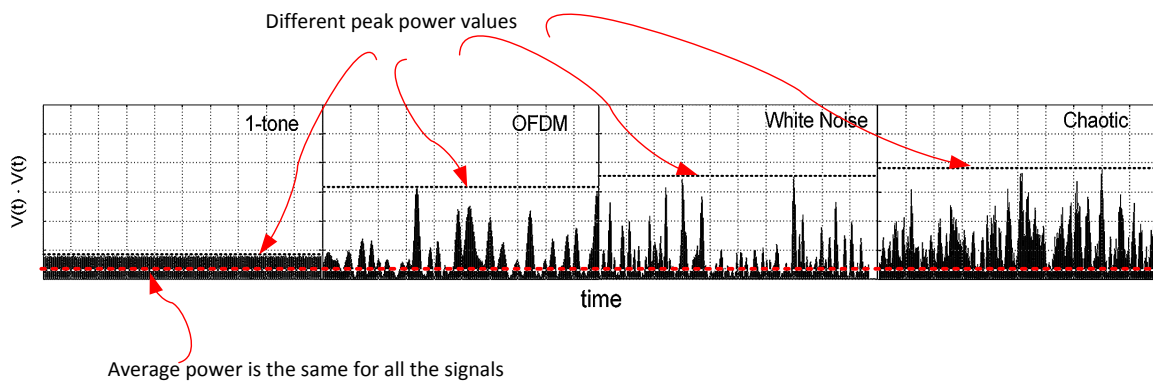 Different peak power values
1-tone
OFDM
White Noise
Chaotic
V(t) · V(t)
time
Average power is the same for all the signals